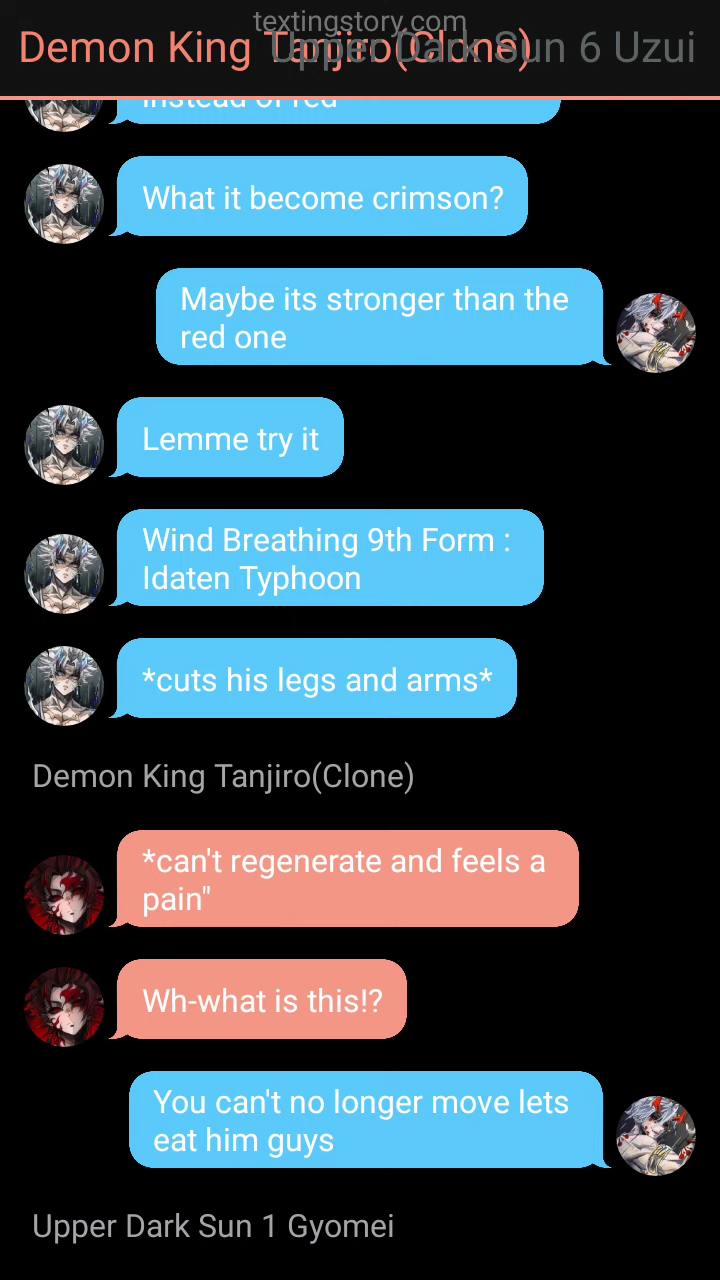 textingstory.com
Demon King Tanjiro(Clone)
Upper Dark Sun 6 Uzui
instead of red
What it become crimson?
Maybe its stronger than the
red one
Lemme try it
Wind Breathing 9th Form :
Idaten Typhoon
*cuts his legs and arms*
Demon King Tanjiro(Clone)
*can't regenerate and feels a
pain"
Wh-what is this!?
You can't no longer move lets
eat him guys
Upper Dark Sun 1 Gyomei